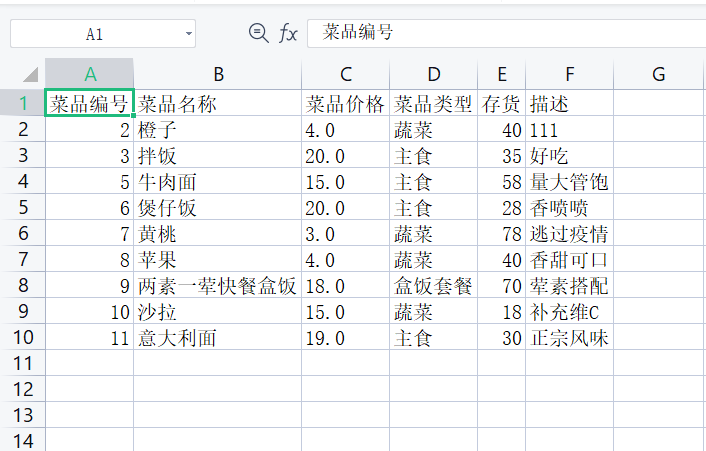 A1 fx 菜品编号
A B C D E F G
1 菜品编号 菜品名称 菜品价格 菜品类型 存货 描述
2 2 橙子 4.0 蔬菜 40 111
3 3 拌饭 20.0 主食 35 好吃
4 5 牛肉面 15.0 主食 58 量大管饱
5 6 煲仔饭 20.0 主食 28 香喷喷
6 7 黄桃 3.0 蔬菜 78 逃过疫情
7 8 苹果 4.0 蔬菜 40 香甜可口
8 9 两素一荤快餐盒饭 18.0 盒饭套餐 70 荤素搭配
9 10 沙拉 15.0 蔬菜 18 补充维C
10 11 意大利面 19.0 主食 30 正宗风味
11
12
13
14